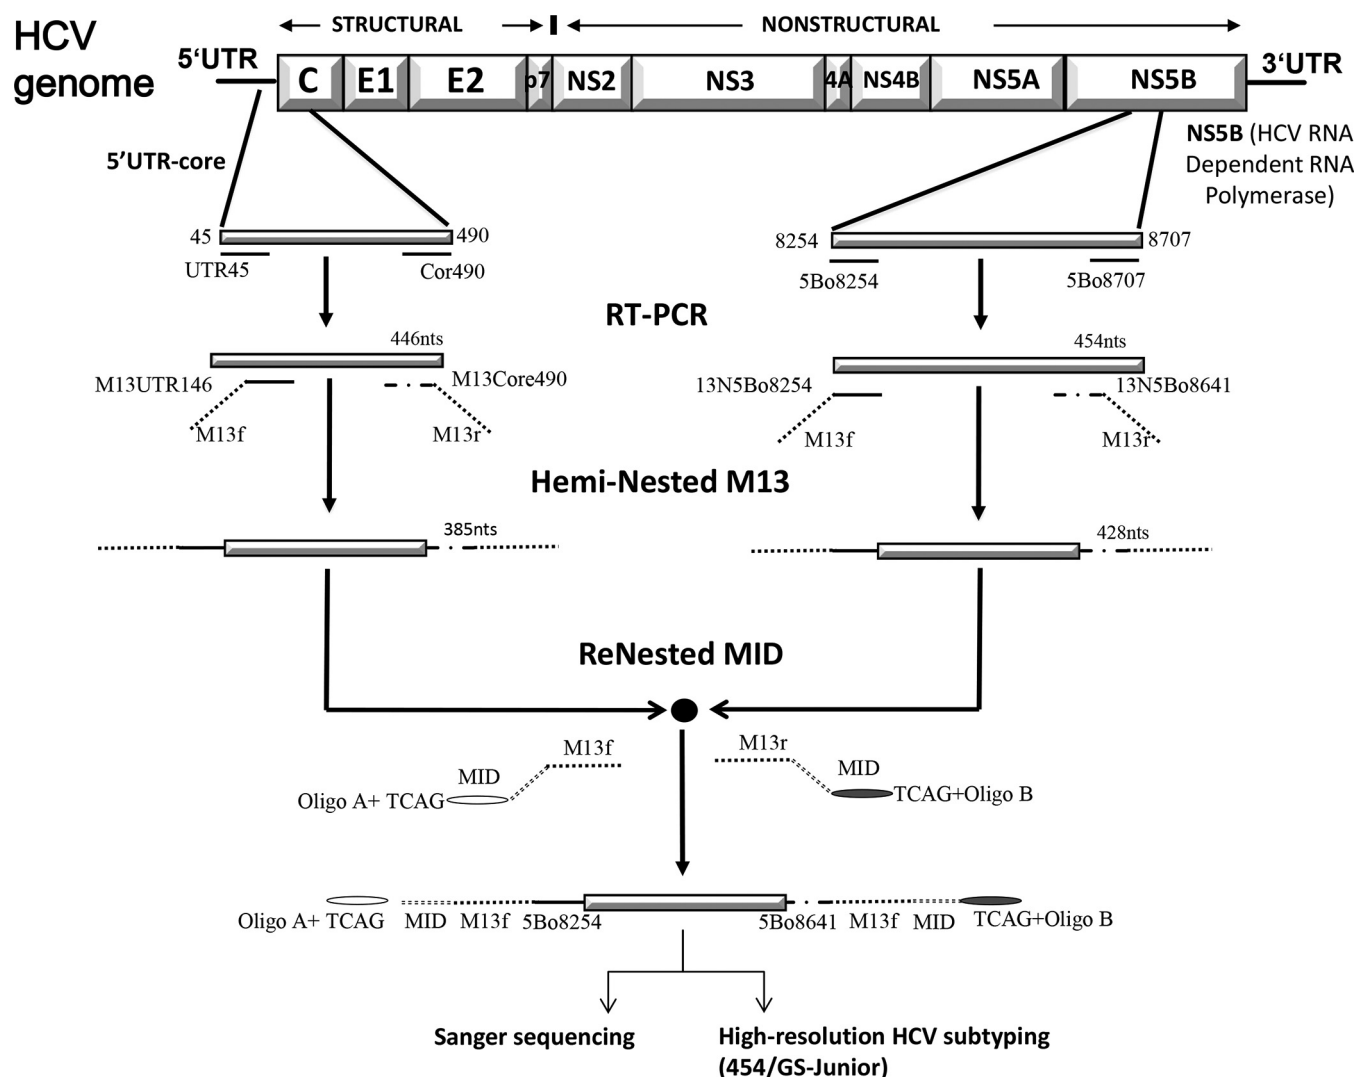 HCV
genome
STRUCTURAL
NONSTRUCTURAL
5‘UTR
C
E1
E2
p7
NS2
NS3
4A
NS4B
NS5A
NS5B
3‘UTR
5’UTR-core
NS5B (HCV RNA
Dependent RNA
Polymerase)
45
490
UTR45
Cor490
8254
8707
5Bo8254
5Bo8707
RT-PCR
446nts
M13UTR146
M13Core490
M13f
M13r
454nts
13N5Bo8254
13N5Bo8641
M13f
M13r
Hemi-Nested M13
385nts
428nts
ReNested MID
M13f
MID
Oligo A+ TCAG
M13r
MID
TCAG+Oligo B
Oligo A+ TCAG
MID
M13f
5Bo8254
5Bo8641
M13f
MID
TCAG+Oligo B
Sanger sequencing
High-resolution HCV subtyping
(454/GS-Junior)